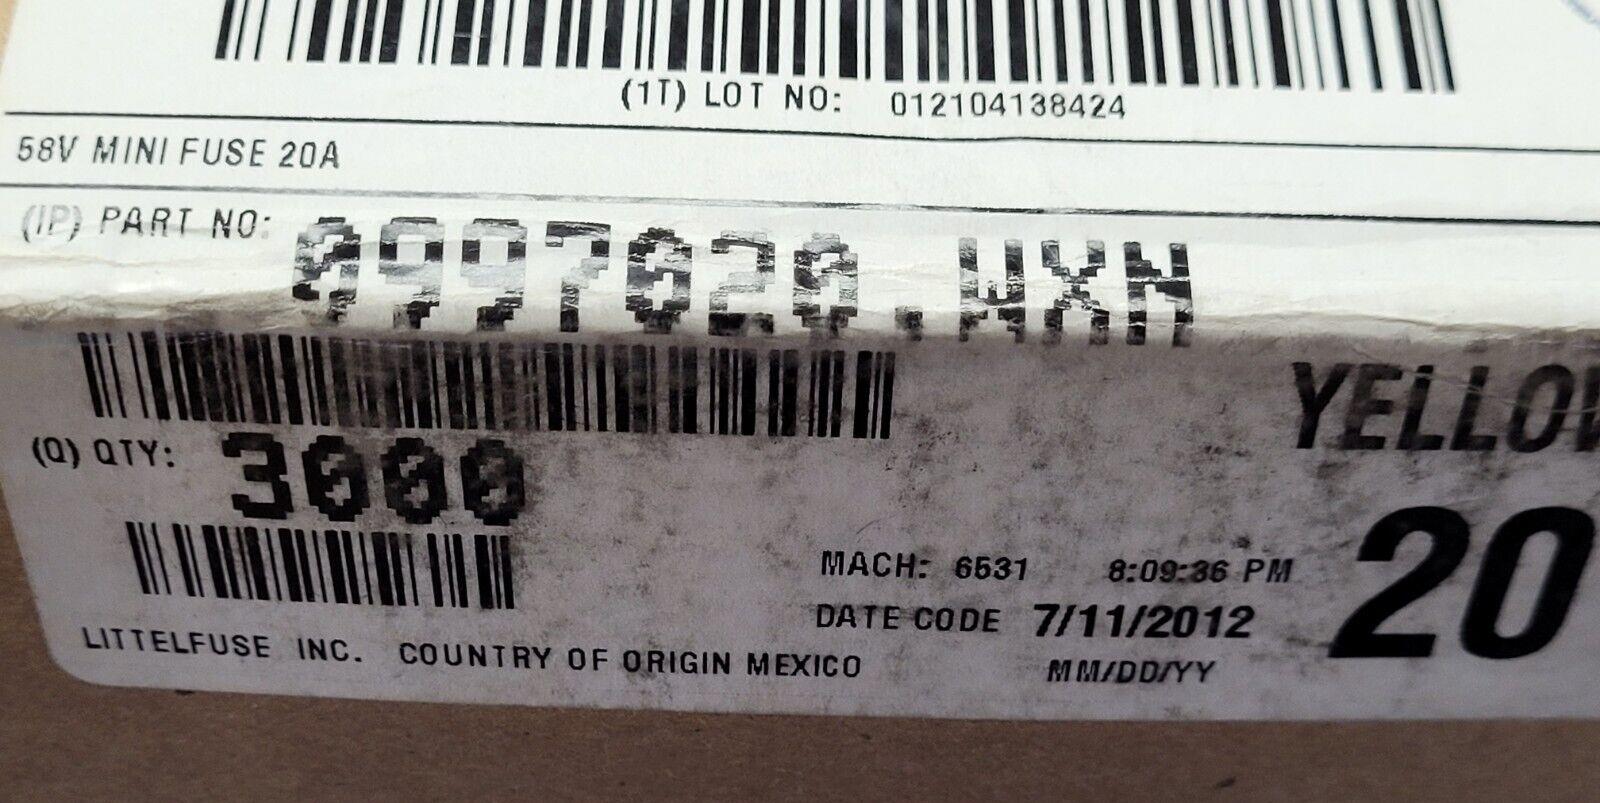 (1T) LOT NO: 012104138424
58V MINI FUSE 20A
(1P) PART NO: 0997020.WXN
YELLOW
(Q) QTY: 3000
20
MACH: 6531 8:09:36 PM
DATE CODE 7/11/2012
MM/DD/YY
LITTELFUSE INC. COUNTRY OF ORIGIN MEXICO